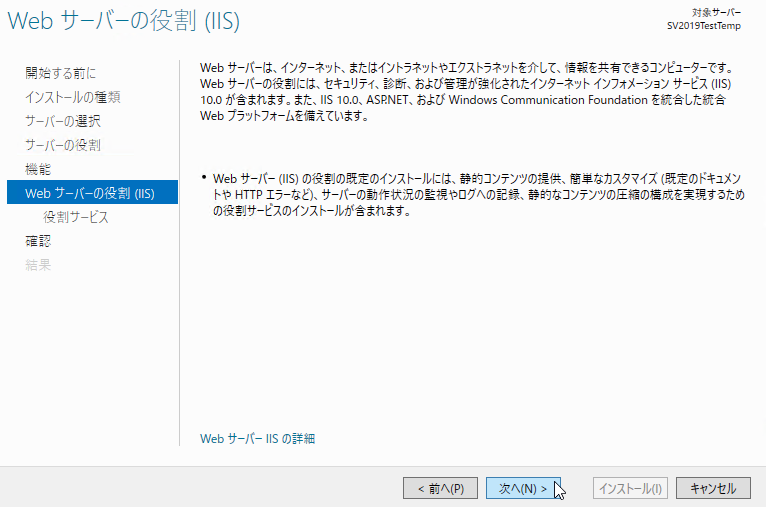 Web サーバーの役割 (IIS)
対象サーバー
SV2019TestTemp
開始する前に
インストールの種類
サーバーの選択
サーバーの役割
機能
Web サーバーの役割 (IIS)
役割サービス
確認
結果
Web サーバーは、インターネット、またはイントラネットやエクストラネットを介して、情報を共有できるコンピューターです。
Web サーバーの役割には、セキュリティ、診断、および管理が強化されたインターネット インフォメーション サービス (IIS)
10.0 が含まれます。また、IIS 10.0、ASP.NET、および Windows Communication Foundation を統合した統合
Web プラットフォームを備えています。
• Web サーバー (IIS) の役割の既定のインストールには、静的コンテンツの提供、簡単なカスタマイズ (既定のドキュメン
トや HTTP エラーなど)、サーバーの動作状況の監視やログへの記録、静的なコンテンツの圧縮の構成を実現するため
の役割サービスのインストールが含まれます。
Web サーバー IIS の詳細
< 前へ(P)
次へ(N) >
インストール(I)
キャンセル